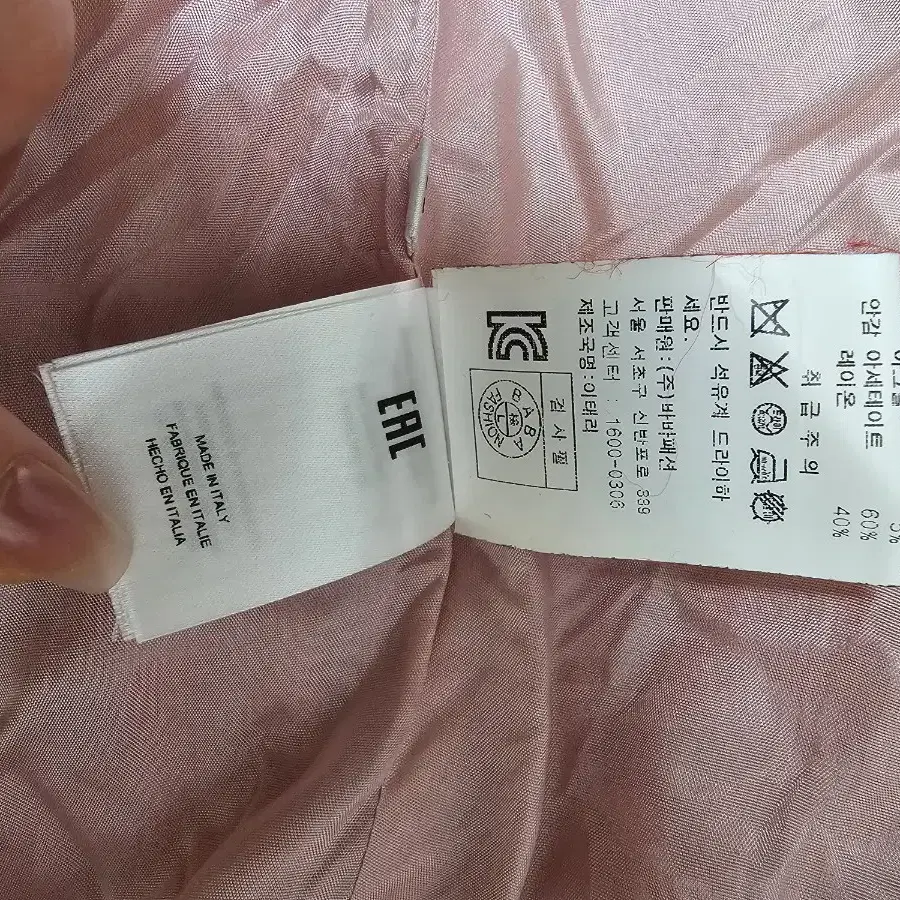 EAC
MADE IN ITALY
FABRIQUE EN ITALIE
HECHO EN ITALIA
5%
안감 아세테이트 60%
레이온 40%
취급주의
반드시 석유계 드라이하
세요.
판매원:(주)바바패션
서울 서초구 신반포로 339
고객센터 : 1600-0306
제조국명:이태리
검사필
BABA
FASHION